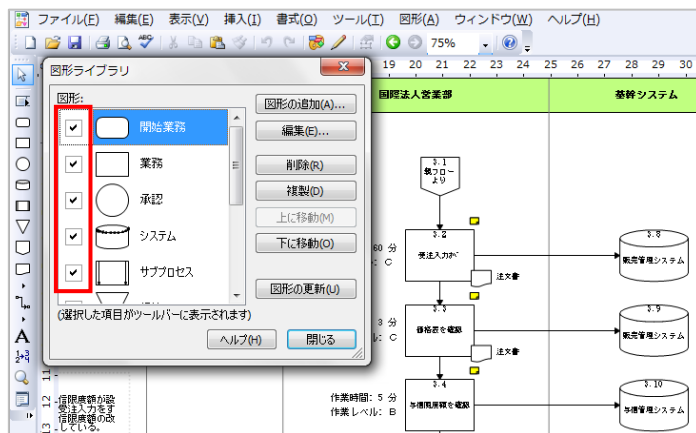 ファイル(F) 編集(E) 表示(V) 挿入(I) 書式(O) ツール(T) 図形(A) ウィンドウ(W) ヘルプ(H)
75%
19 20 21 22 23 24 25 26 27 28 29 30
図形ライブラリ
図形:
開始業務
業務
承認
システム
サブプロセス
図形の追加(A)...
編集(E)...
削除(R)
複製(D)
上に移動(M)
下に移動(O)
図形の更新(U)
(選択した項目がツールバーに表示されます)
ヘルプ(H) 閉じる
国際法人営業部 基幹システム
3.1
親フロー
より
3.2
60 分
: C
注文書
3.8
販売管理システム
3.3
価格表を確認
3 分
ル: C
注文書
3.9
販売管理システム
3.4
与信限度額を確認
作業時間: 5 分
作業レベル: B
3.10
与信管理システム
11
12
13
信限度額が設
受注入力をす
信限度額の改
している。